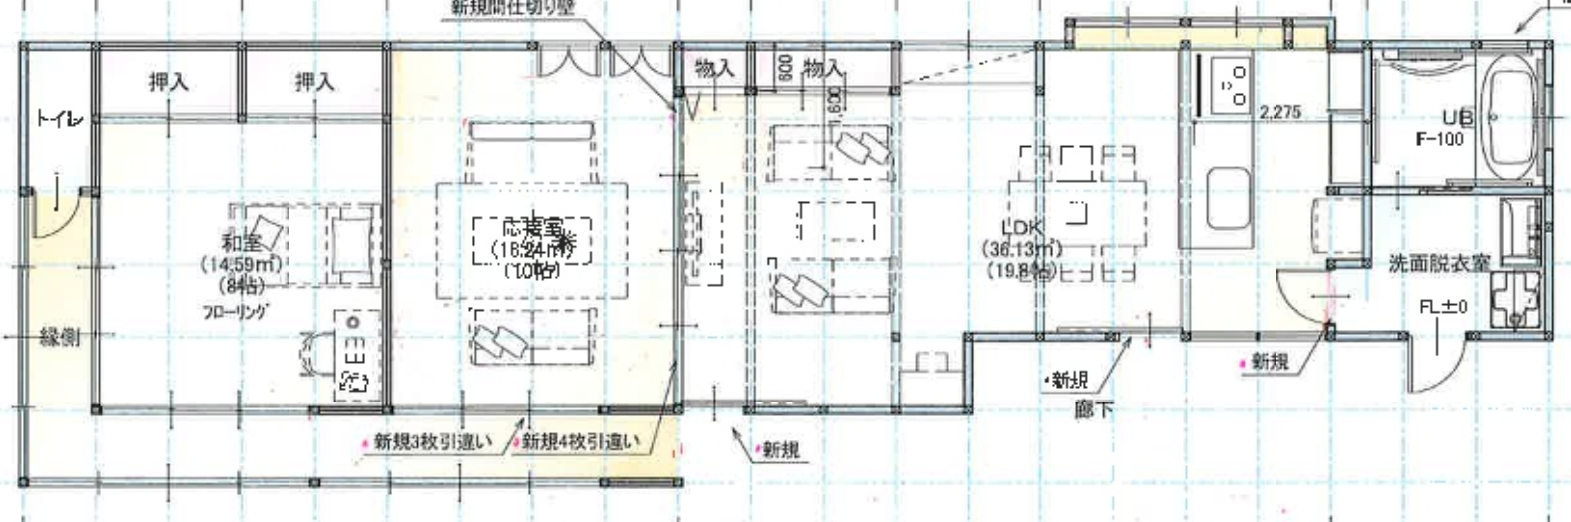 新規間仕切り壁
押入
押入
トイレ
物入
600
物入
1,600
2,275
UB
F-100
和室
(14.59㎡)
(8帖)
フローリング
応接室
(16.24㎡)
(10帖)
LDK
(36.13㎡)
(19.8帖)
洗面脱衣室
FL±0
縁側
新規3枚引違い
新規4枚引違い
新規
新規
廊下
新規